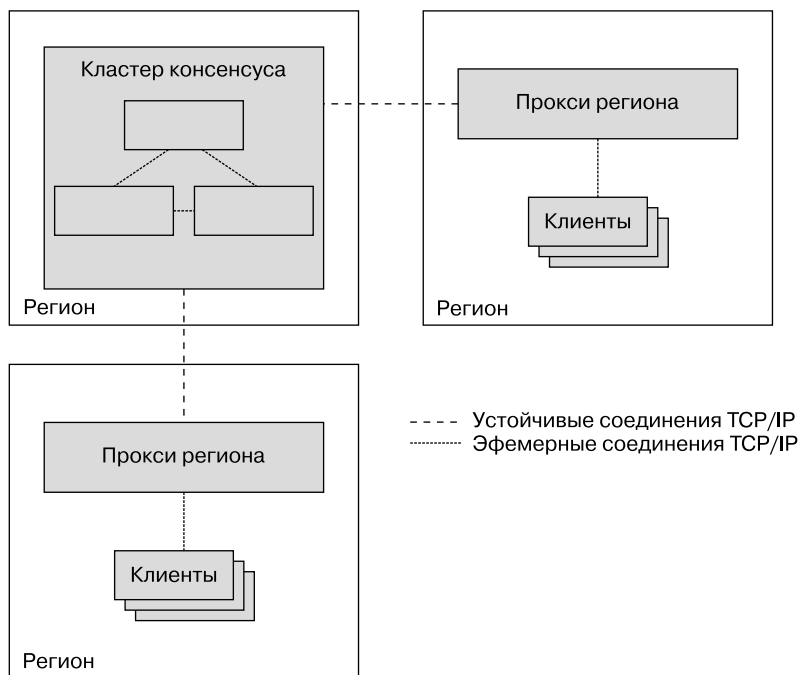 Кластер консенсуса
Регион
Прокси региона
Клиенты
Регион
Прокси региона
Клиенты
Регион
Устойчивые соединения TCP/IP
Эфемерные соединения TCP/IP